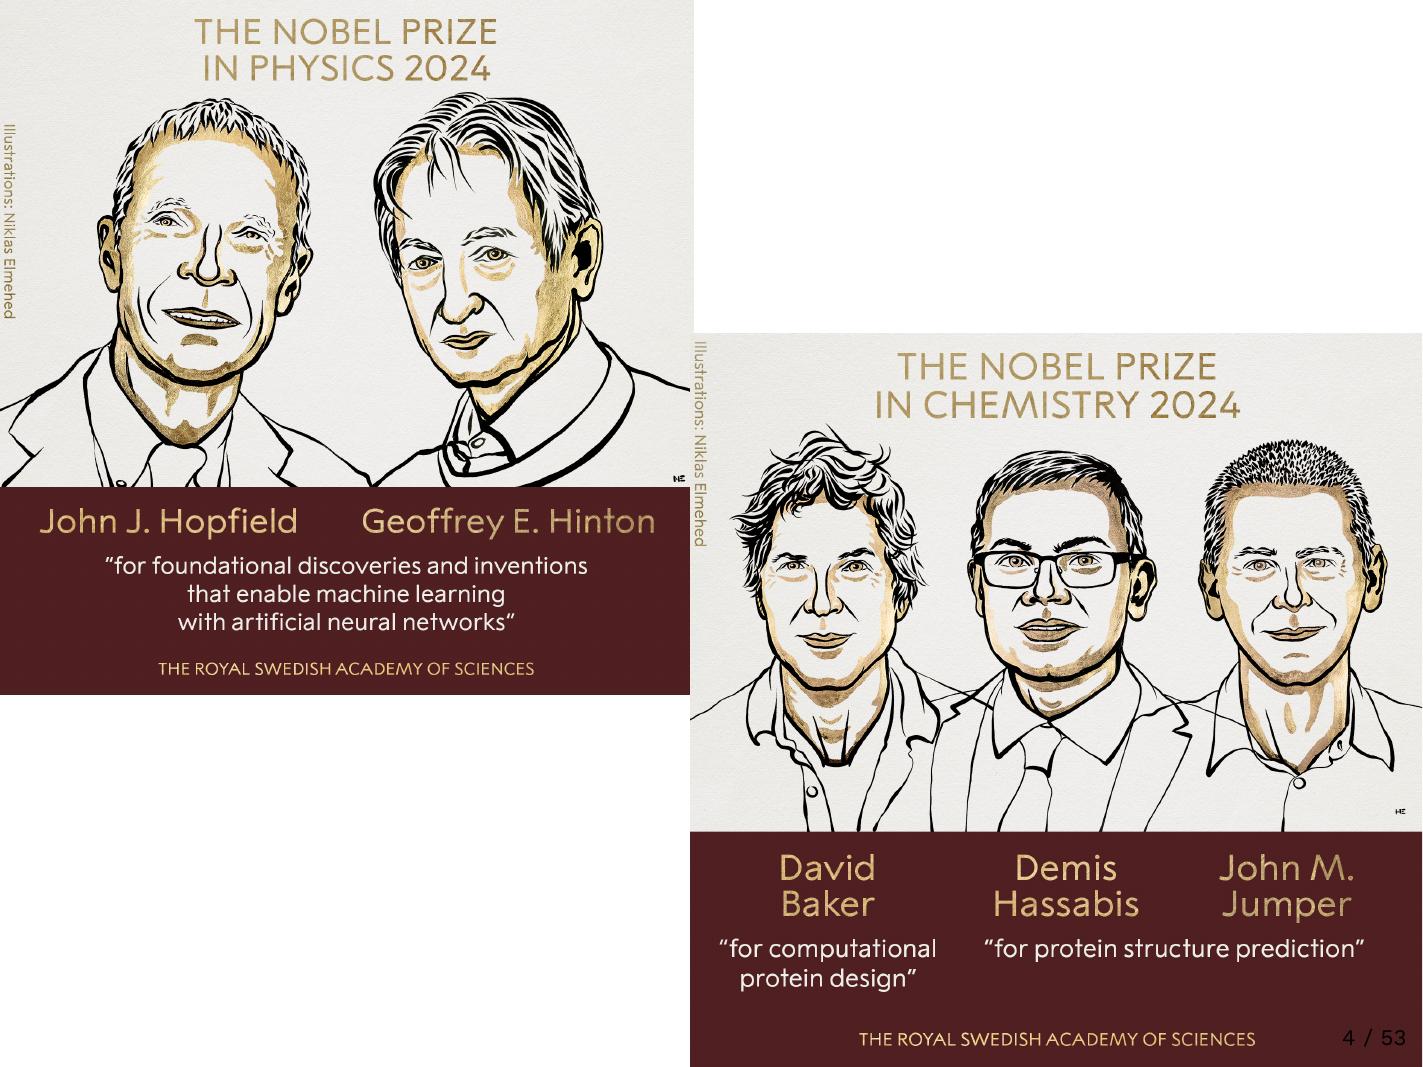 THE NOBEL PRIZE
IN PHYSICS 2024
Illustrations: Niklas Elmehed
John J. Hopfield
Geoffrey E. Hinton
“for foundational discoveries and inventions
that enable machine learning
with artificial neural networks”
THE ROYAL SWEDISH ACADEMY OF SCIENCES
THE NOBEL PRIZE
IN CHEMISTRY 2024
Illustrations: Niklas Elmehed
David
Baker
“for computational
protein design”
Demis
Hassabis
John M.
Jumper
“for protein structure prediction”
THE ROYAL SWEDISH ACADEMY OF SCIENCES
4 / 53